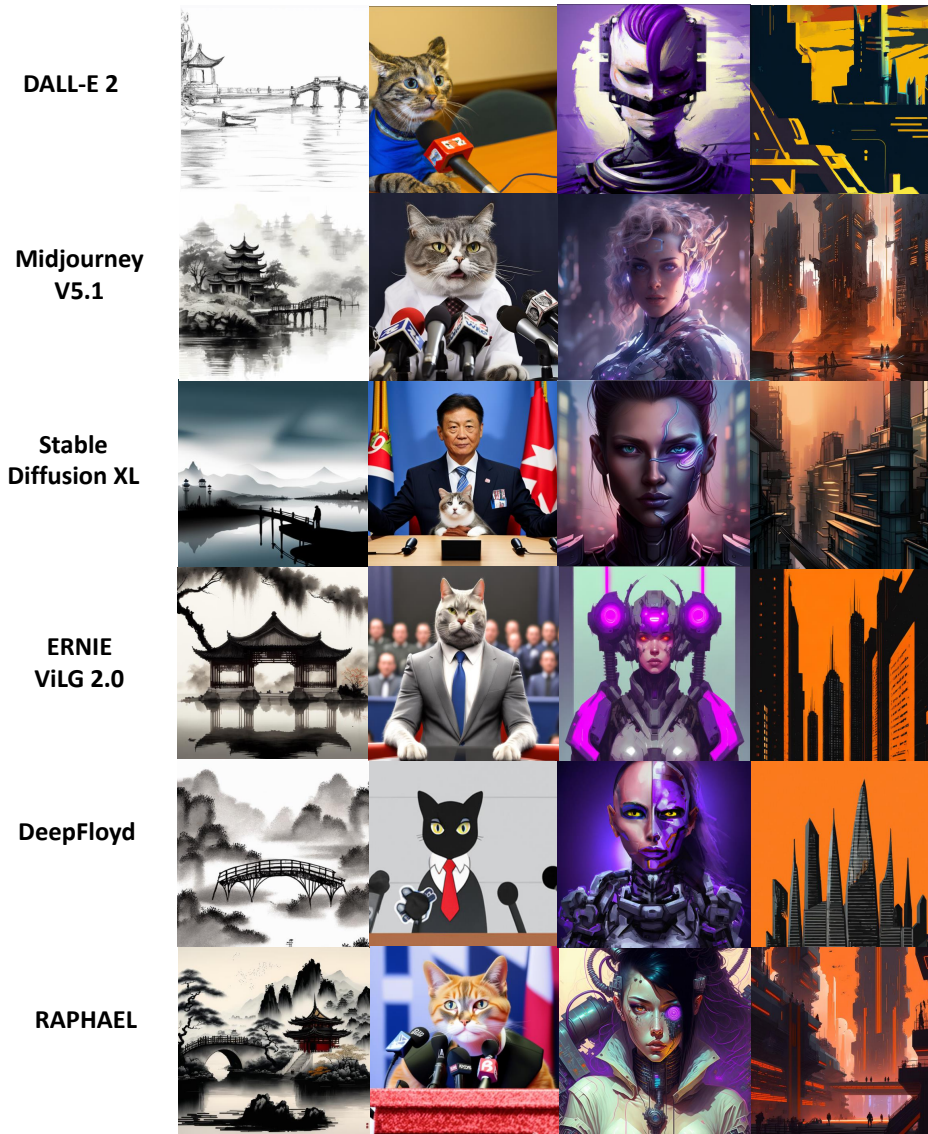 DALL-E 2
Midjourney
V5.1
Stable
Diffusion XL
ERNIE
ViLG 2.0
DeepFloyd
RAPHAEL